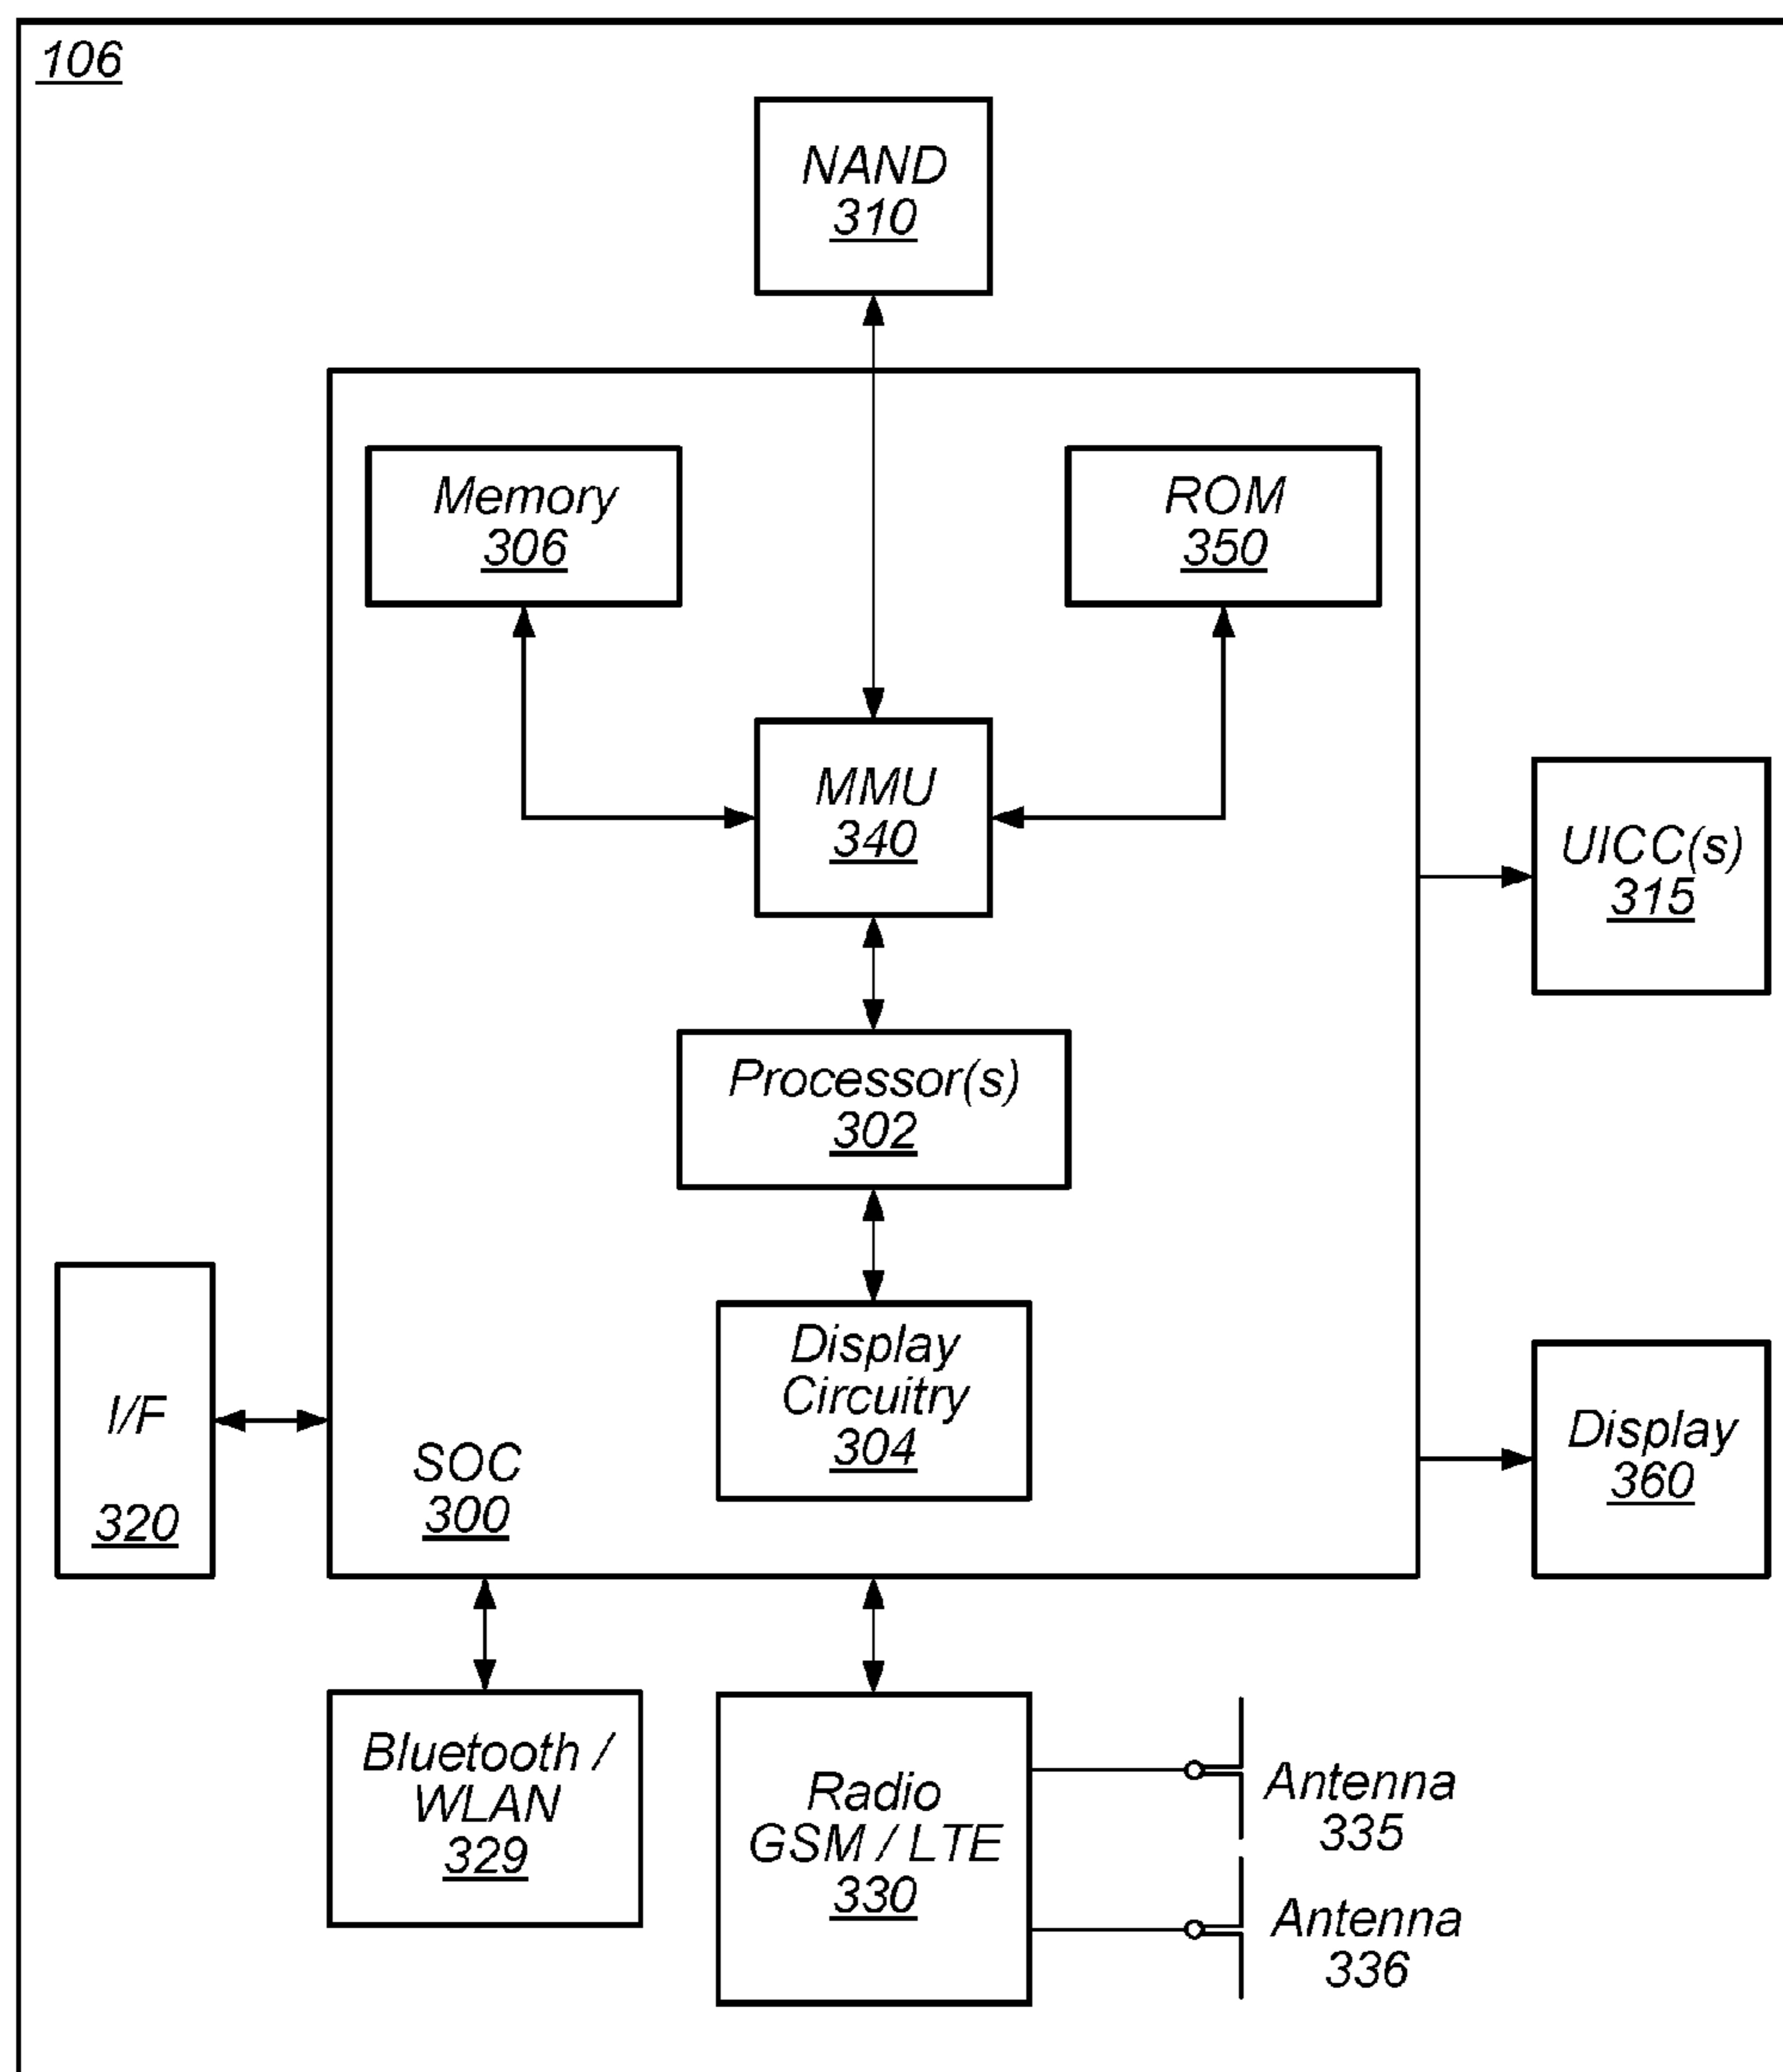 106
NAND
310
Memory
306
ROM
350
MMU
340
UICC(s)
315
Processor(s)
302
Display
Circuitry
304
I/F
320
SOC
300
Display
360
Bluetooth /
WLAN
329
Radio
GSM / LTE
330
Antenna
335
Antenna
336